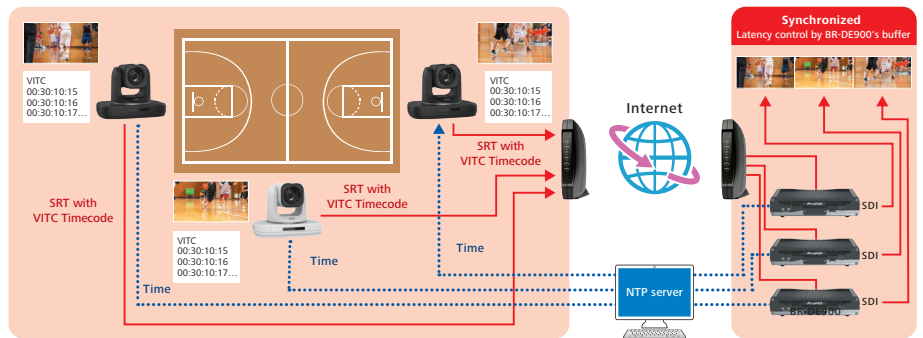 VITC
00:30:10:15
00:30:10:16
00:30:10:17...
VITC
00:30:10:15
00:30:10:16
00:30:10:17...
SRT with
VITC Timecode
SRT with
VITC Timecode
SRT with
VITC Timecode
VITC
00:30:10:15
00:30:10:16
00:30:10:17...
Time
Time
Time
Internet
NTP server
Synchronized
Latency control by BR-DE900's buffer
SDI
SDI
SDI
BR-DE900